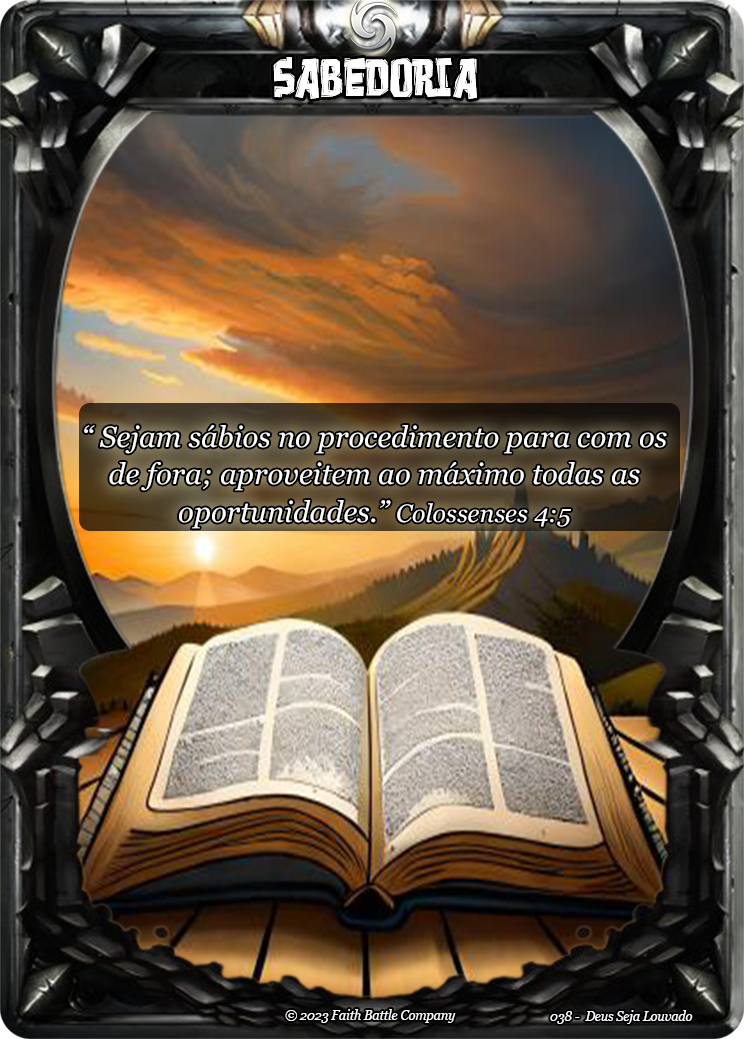 SABEDORIA
“ Sejam sábios no procedimento para com os
de fora; aproveitem ao máximo todas as
oportunidades.” Colossenses 4:5
© 2023 Faith Battle Company
038 - Deus Seja Louvado